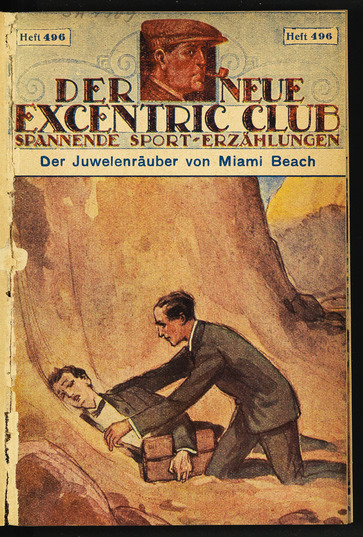 Heft 496
Heft 496
DER NEUE
EXCENTRIC CLUB
SPANNENDE SPORT-ERZÄHLUNGEN
Der Juwelenräuber von Miami Beach